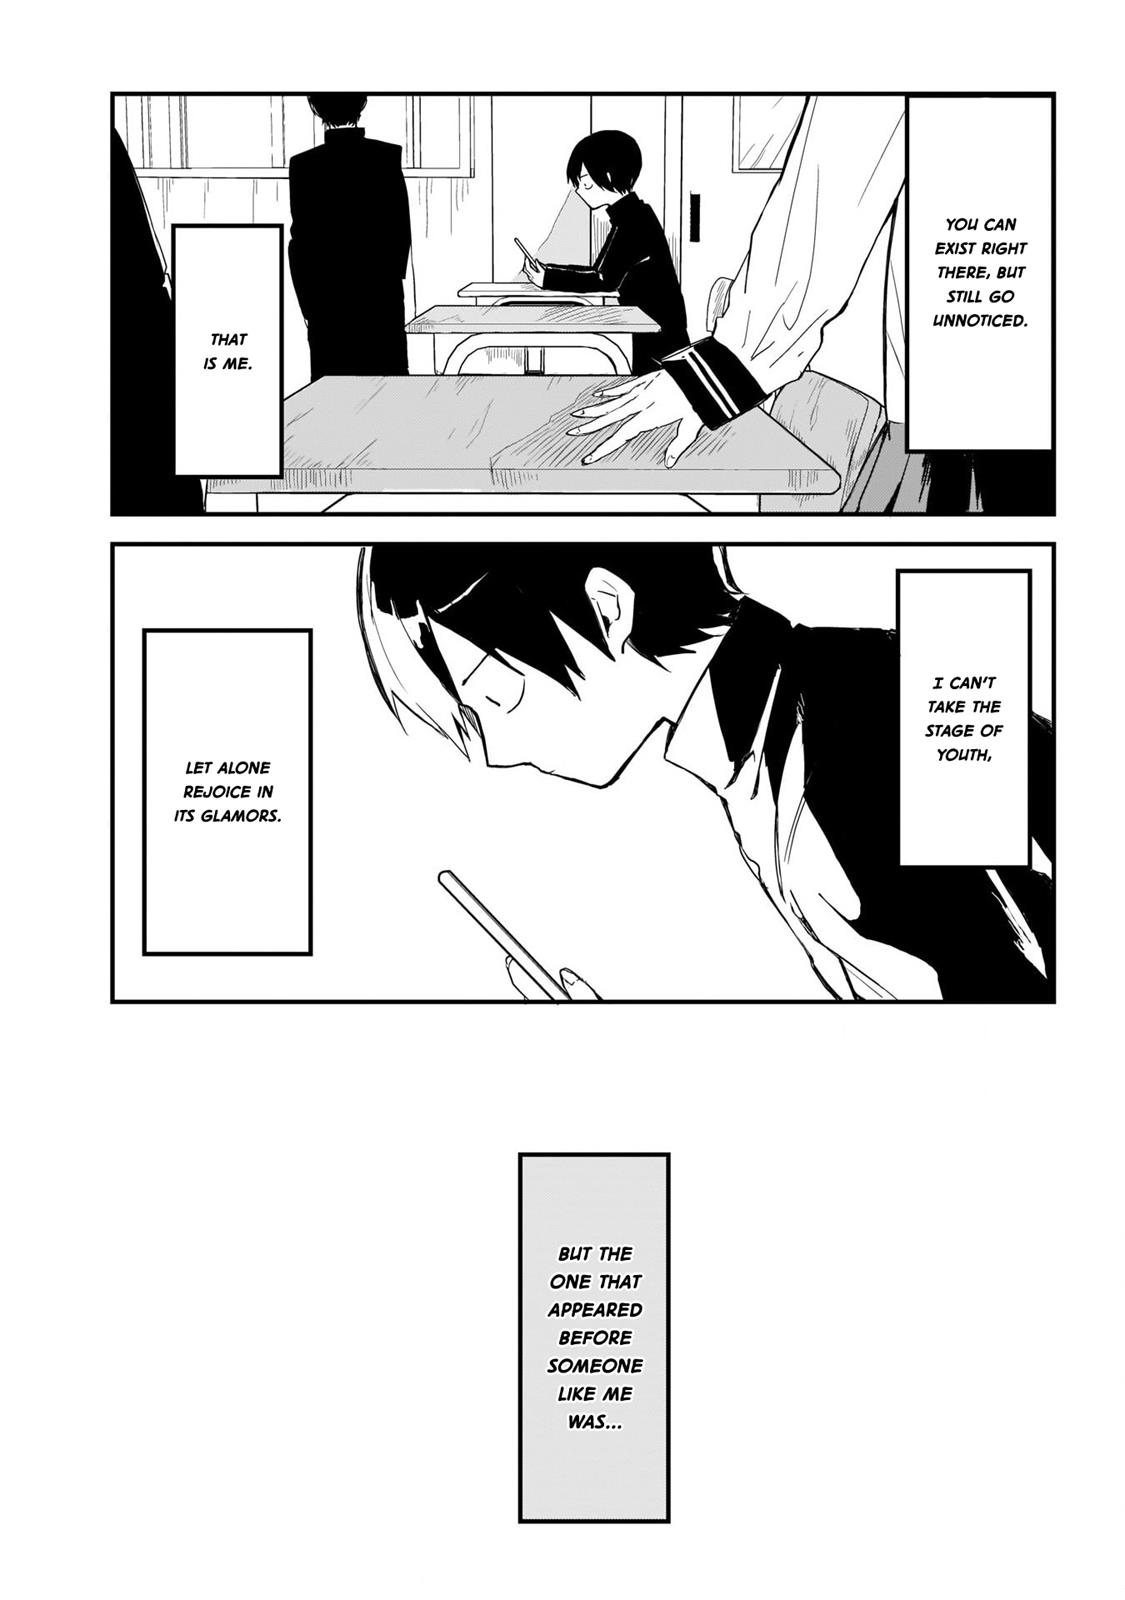 YOU CAN
EXIST RIGHT
THERE, BUT
STILL GO
UNNOTICED.
THAT
IS ME.
I CAN'T
TAKE THE
STAGE OF
YOUTH,
LET ALONE
REJOICE IN
ITS GLAMORS.
BUT THE
ONE THAT
APPEARED
BEFORE
SOMEONE
LIKE ME
WAS...